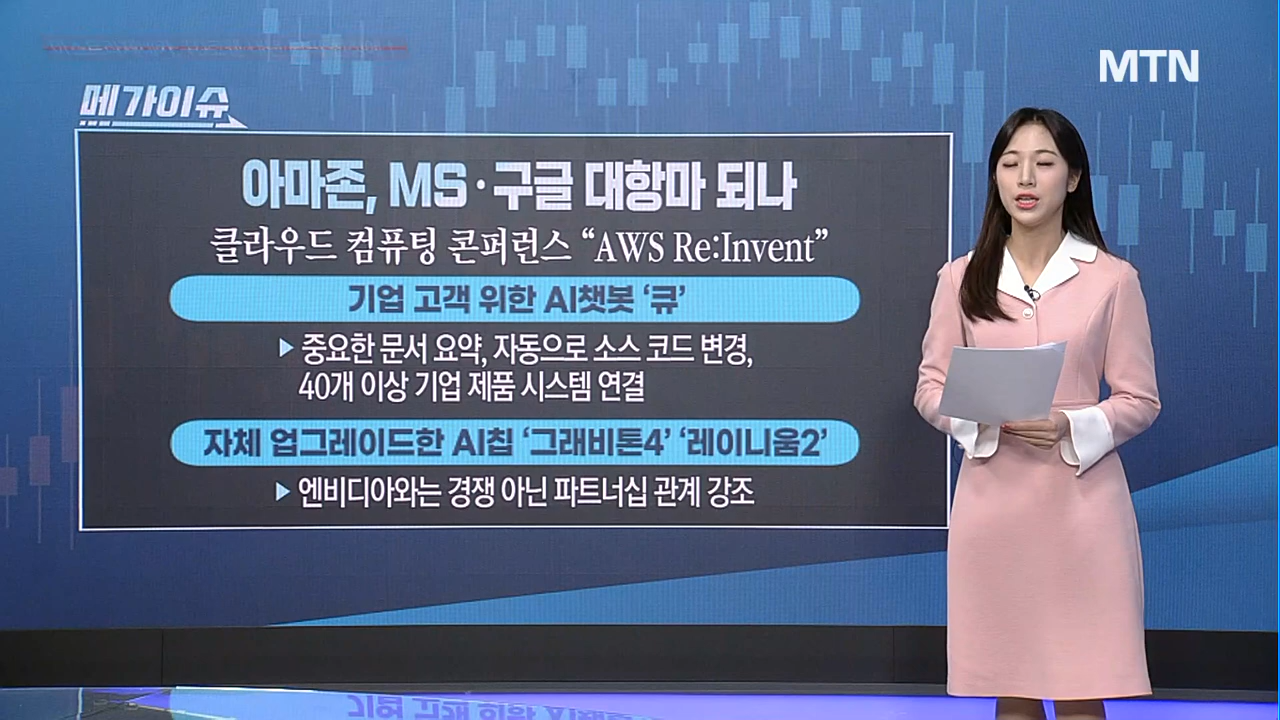 MTN
메가이슈
아마존, MS·구글 대항마 되나
클라우드 컴퓨팅 콘퍼런스 “AWS Re:Invent”
기업 고객 위한 AI챗봇 ‘큐’
▶ 중요한 문서 요약, 자동으로 소스 코드 변경,
40개 이상 기업 제품 시스템 연결
자체 업그레이드한 AI칩 ‘그래비톤4’ ‘레이니움2’
▶ 엔비디아와는 경쟁 아닌 파트너십 관계 강조